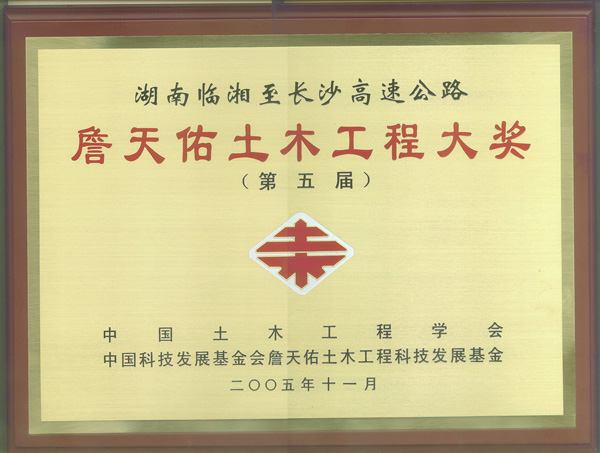 湖南临湘至长沙高速公路
詹天佑土木工程大奖
（第五届）
中国土木工程学会
中国科技发展基金会詹天佑土木工程科技发展基金
二〇〇五年十一月